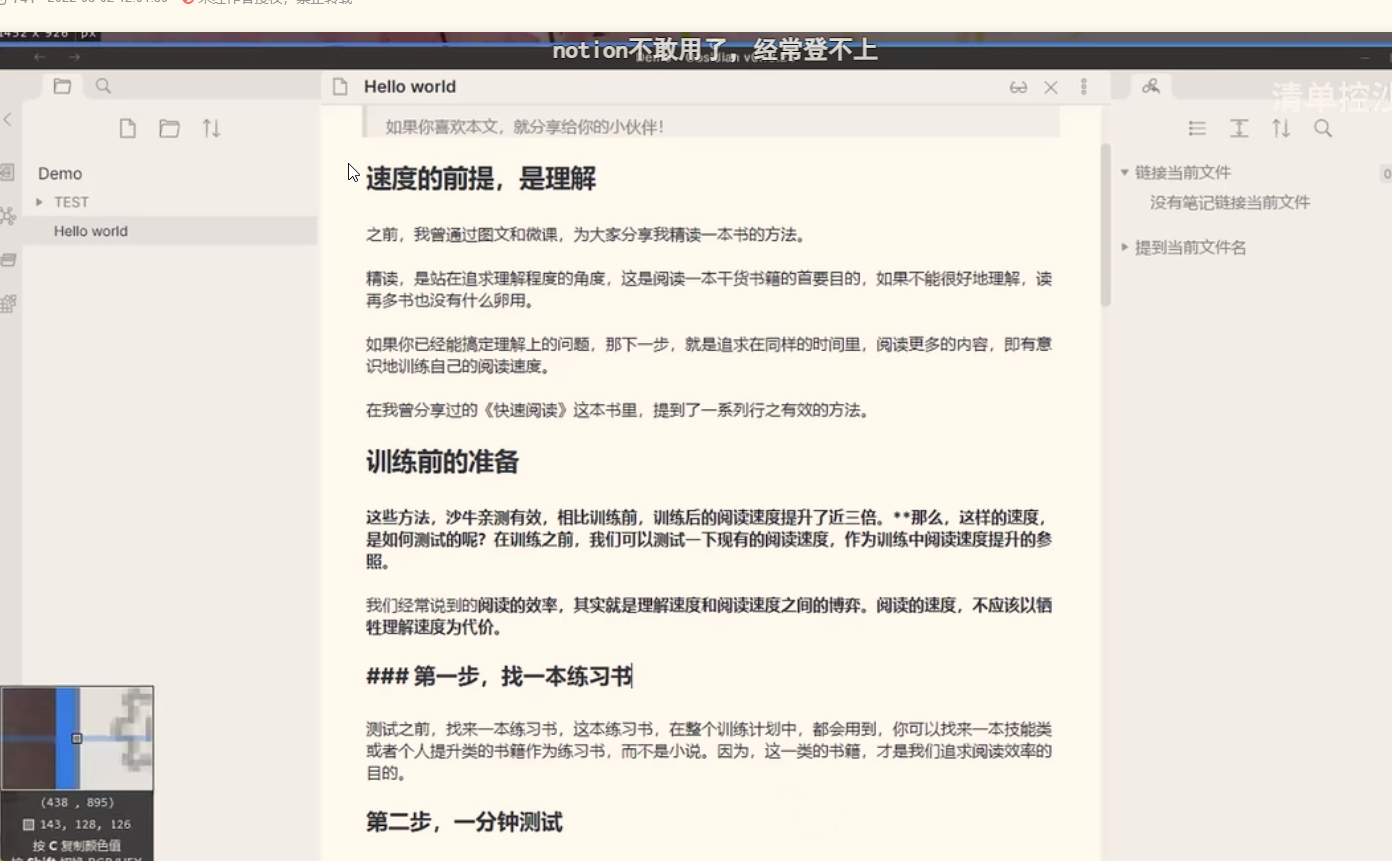 notion不敢用了，经常登不上
清单控沙
Hello world
如果你喜欢本文，就分享给你的小伙伴！
Demo
TEST
Hello world
速度的前提，是理解
之前，我曾通过图文和微课，为大家分享我精读一本书的方法。
精读，是站在追求理解程度的角度，这是阅读一本干货书籍的首要目的，如果不能很好地理解，读
再多书也没有什么卵用。
如果你已经能搞定理解上的问题，那下一步，就是追求在同样的时间里，阅读更多的内容，即有意
识地训练自己的阅读速度。
在我曾分享过的《快速阅读》这本书里，提到了一系列行之有效的方法。
训练前的准备
这些方法，沙牛亲测有效，相比训练前，训练后的阅读速度提升了近三倍。**那么，这样的速度，
是如何测试的呢？在训练之前，我们可以测试一下现有的阅读速度，作为训练中阅读速度提升的参
照。
我们经常说到的阅读的效率，其实就是理解速度和阅读速度之间的博弈。阅读的速度，不应该以牺
牲理解速度为代价。
### 第一步，找一本练习书
测试之前，找来一本练习书，这本练习书，在整个训练计划中，都会用到，你可以找来一本技能类
或者个人提升类的书籍作为练习书，而不是小说。因为，这一类的书籍，才是我们追求阅读效率的
目的。
第二步，一分钟测试
链接当前文件
0
没有笔记链接当前文件
提到当前文件名
(438 , 895)
143, 128, 126
按 C 复制颜色值